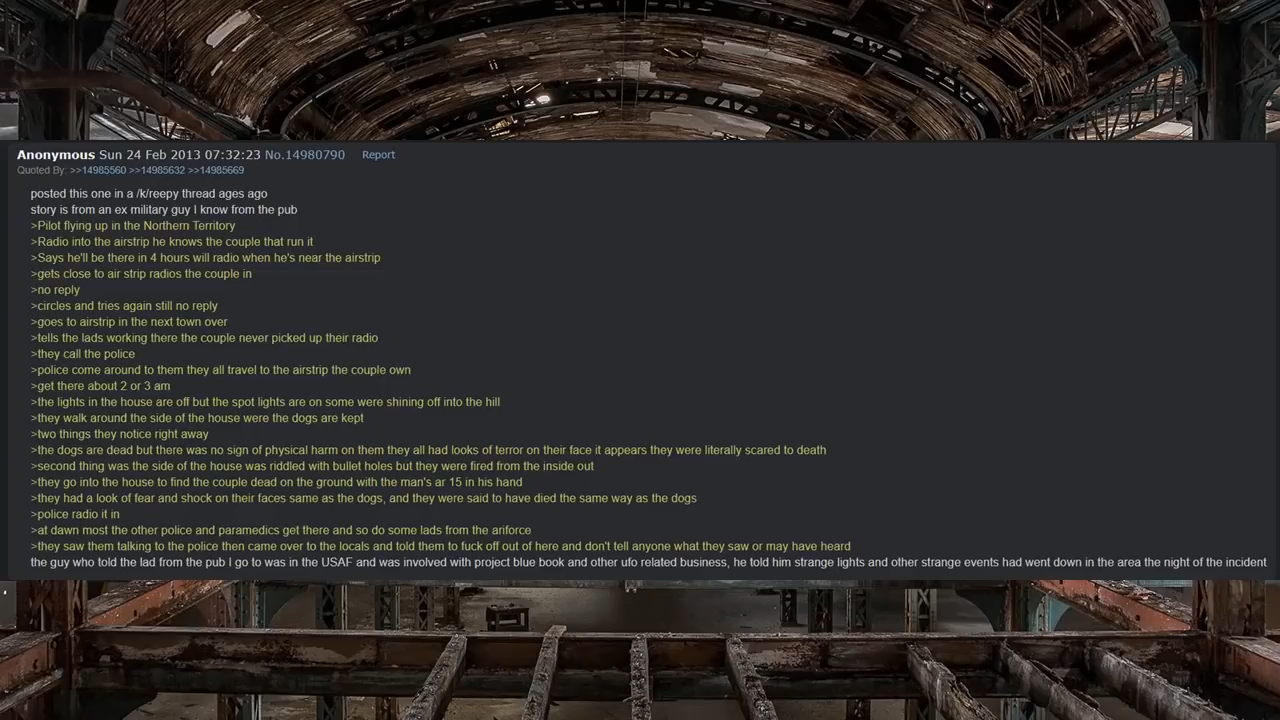 Anonymous Sun 24 Feb 2013 07:32:23 No.14980790 Report
Quoted By: >>14985560 >>14985632 >>14985669
posted this one in a /k/reepy thread ages ago
story is from an ex military guy I know from the pub
>Pilot flying up in the Northern Territory
>Radio into the airstrip he knows the couple that run it
>Says he'll be there in 4 hours will radio when he's near the airstrip
>gets close to air strip radios the couple in
>no reply
>circles and tries again still no reply
>goes to airstrip in the next town over
>tells the lads working there the couple never picked up their radio
>they call the police
>police come around to them they all travel to the airstrip the couple own
>get there about 2 or 3 am
>the lights in the house are off but the spot lights are on some were shining off into the hill
>they walk around the side of the house were the dogs are kept
>two things they notice right away
>the dogs are dead but there was no sign of physical harm on them they all had looks of terror on their face it appears they were literally scared to death
>second thing was the side of the house was riddled with bullet holes but they were fired from the inside out
>they go into the house to find the couple dead on the ground with the man's ar 15 in his hand
>they had a look of fear and shock on their faces same as the dogs, and they were said to have died the same way as the dogs
>police radio it in
>at dawn most the other police and paramedics get there and so do some lads from the ariforce
>they saw them talking to the police then came over to the locals and told them to fuck off out of here and don't tell anyone what they saw or may have heard
the guy who told the lad from the pub I go to was in the USAF and was involved with project blue book and other ufo related business, he told him strange lights and other strange events had went down in the area the night of the incident